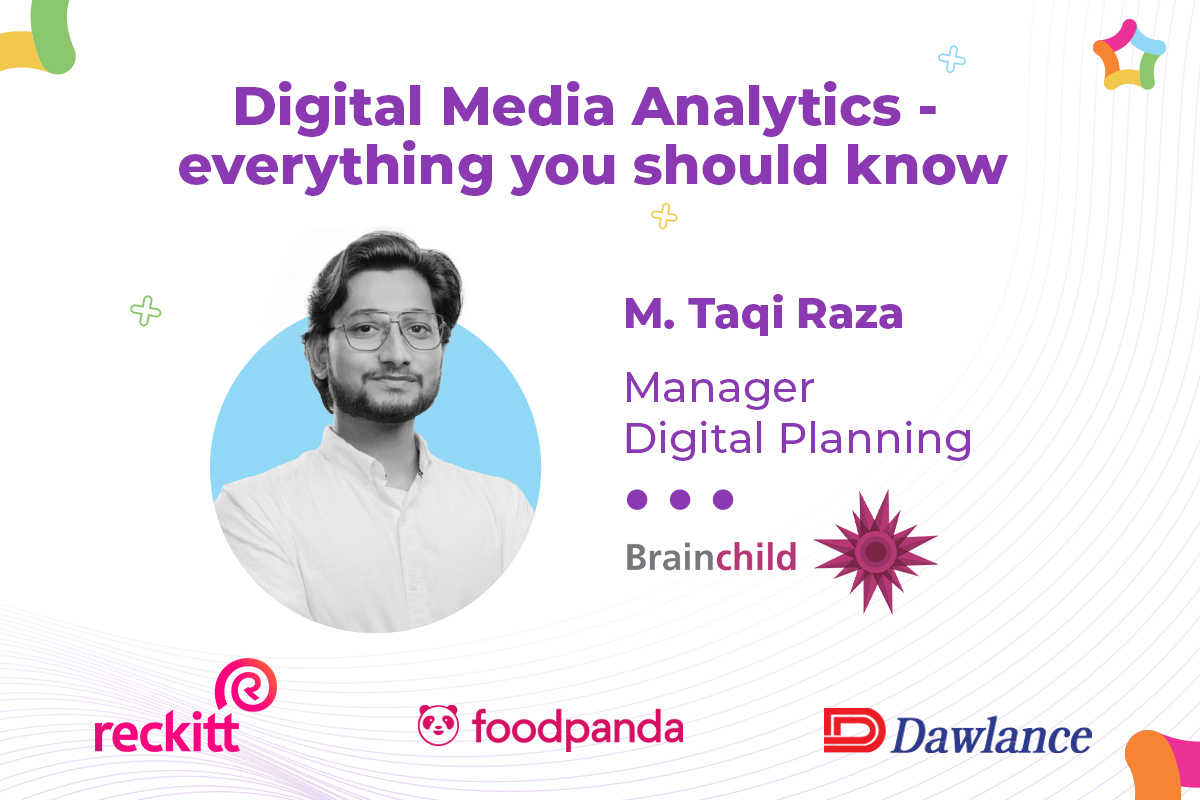 Digital Media Analytics -
everything you should know
M. Taqi Raza
Manager
Digital Planning
Brainchild
reckitt
foodpanda
Dawlance